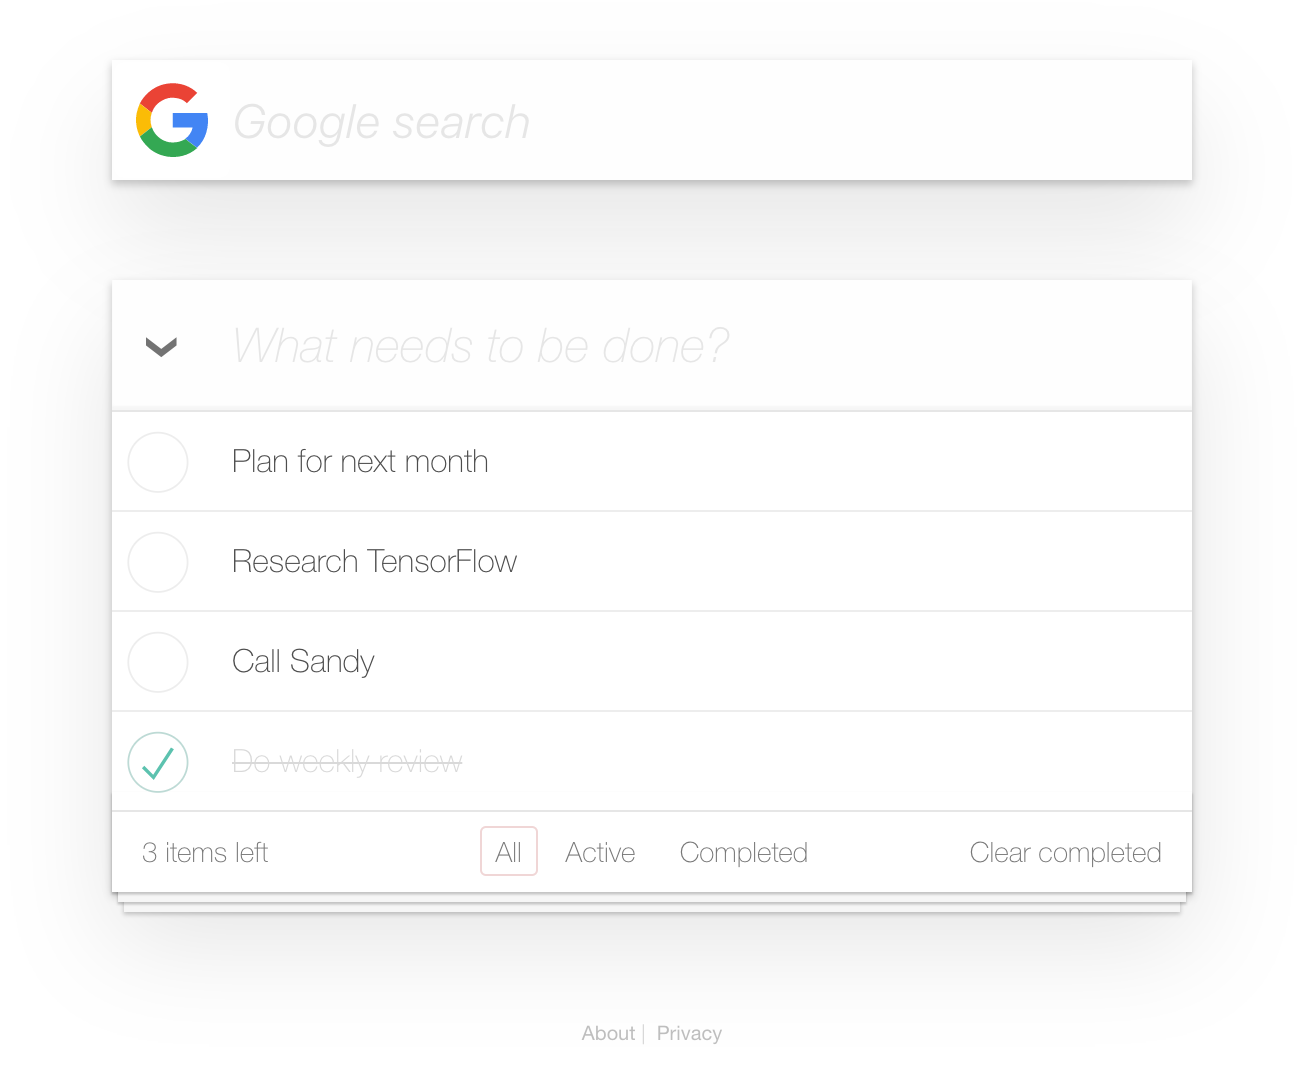 Google search
What needs to be done?
Plan for next month
Research TensorFlow
Call Sandy
Do weekly review
3 items left All Active Completed Clear completed
About | Privacy